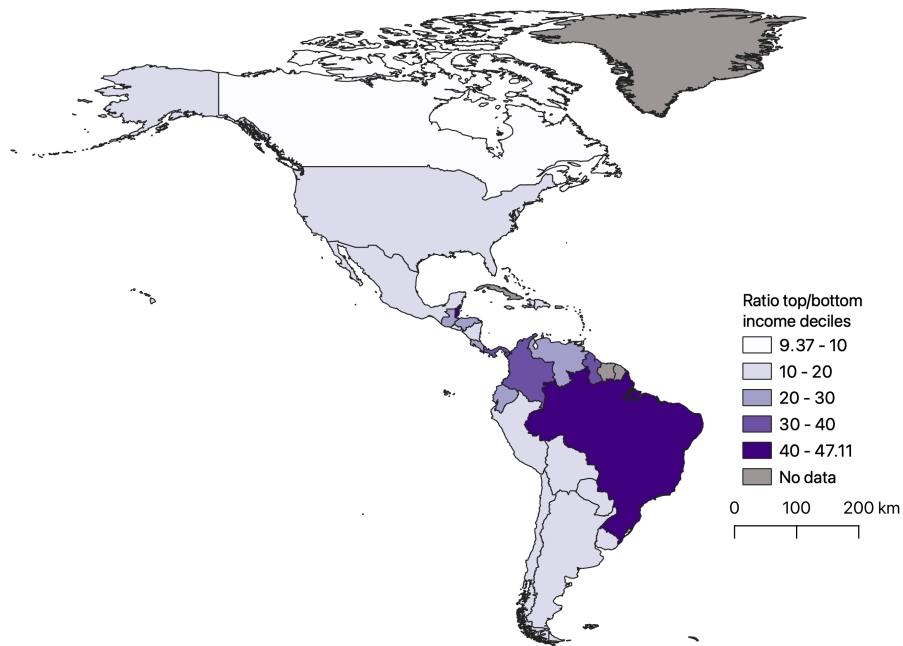 Ratio top/bottom
income deciles
9.37 - 10
10 - 20
20 - 30
30 - 40
40 - 47.11
No data
0 100 200 km